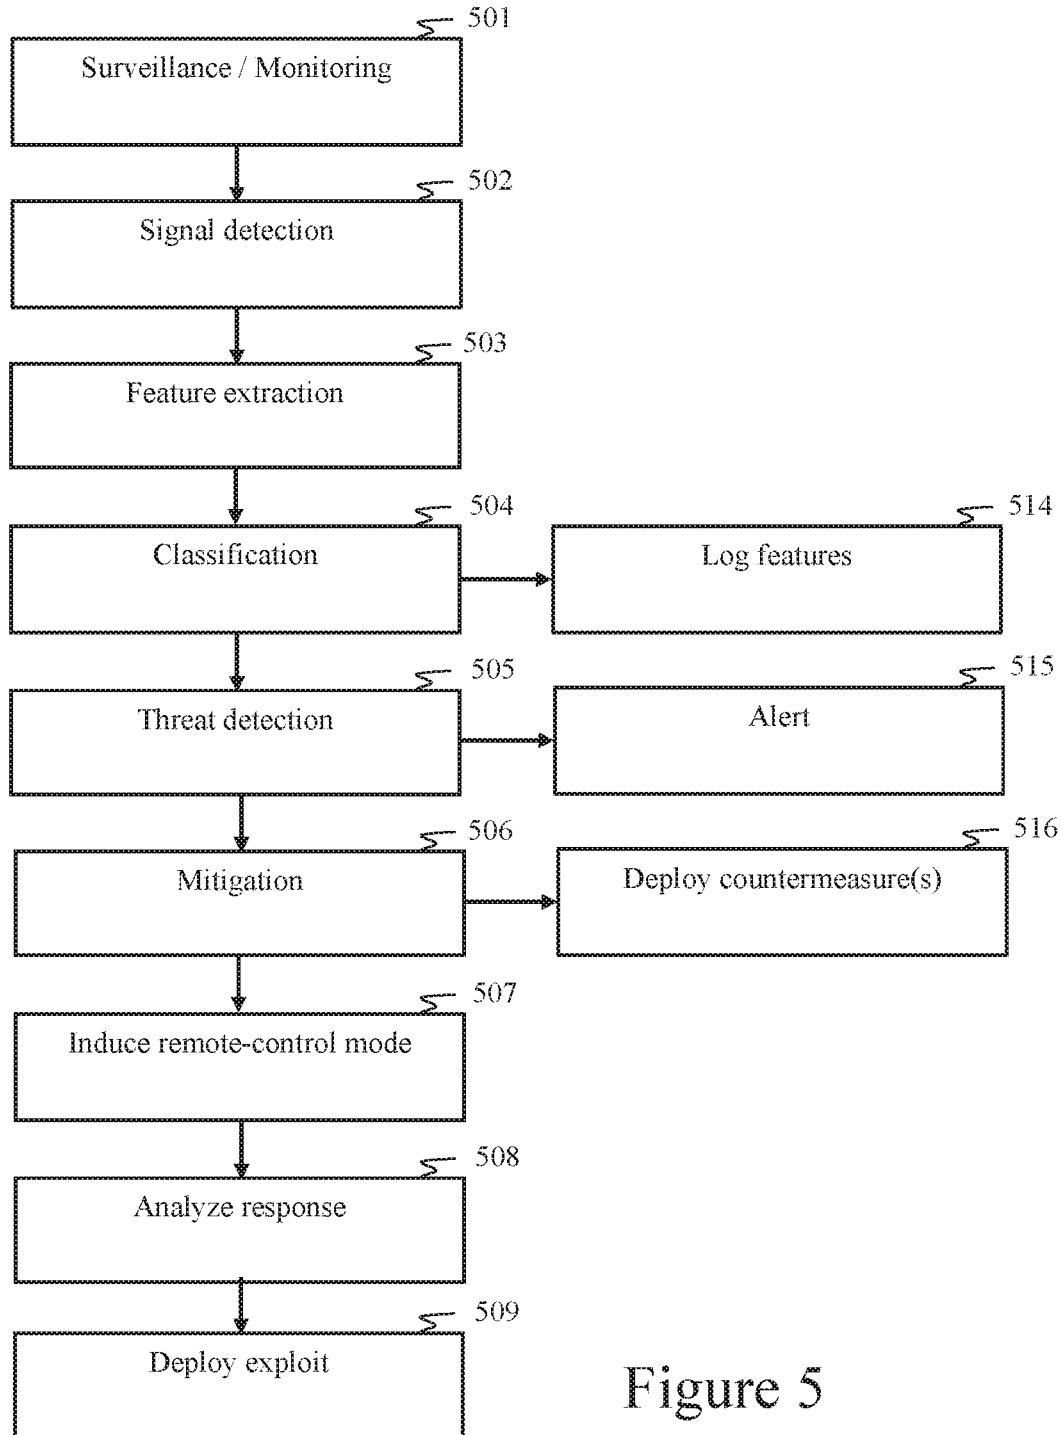 501
Surveillance / Monitoring
502
Signal detection
503
Feature extraction
504
Classification
514
Log features
505
Threat detection
515
Alert
506
Mitigation
516
Deploy countermeasure(s)
507
Induce remote-control mode
508
Analyze response
509
Deploy exploit
Figure 5